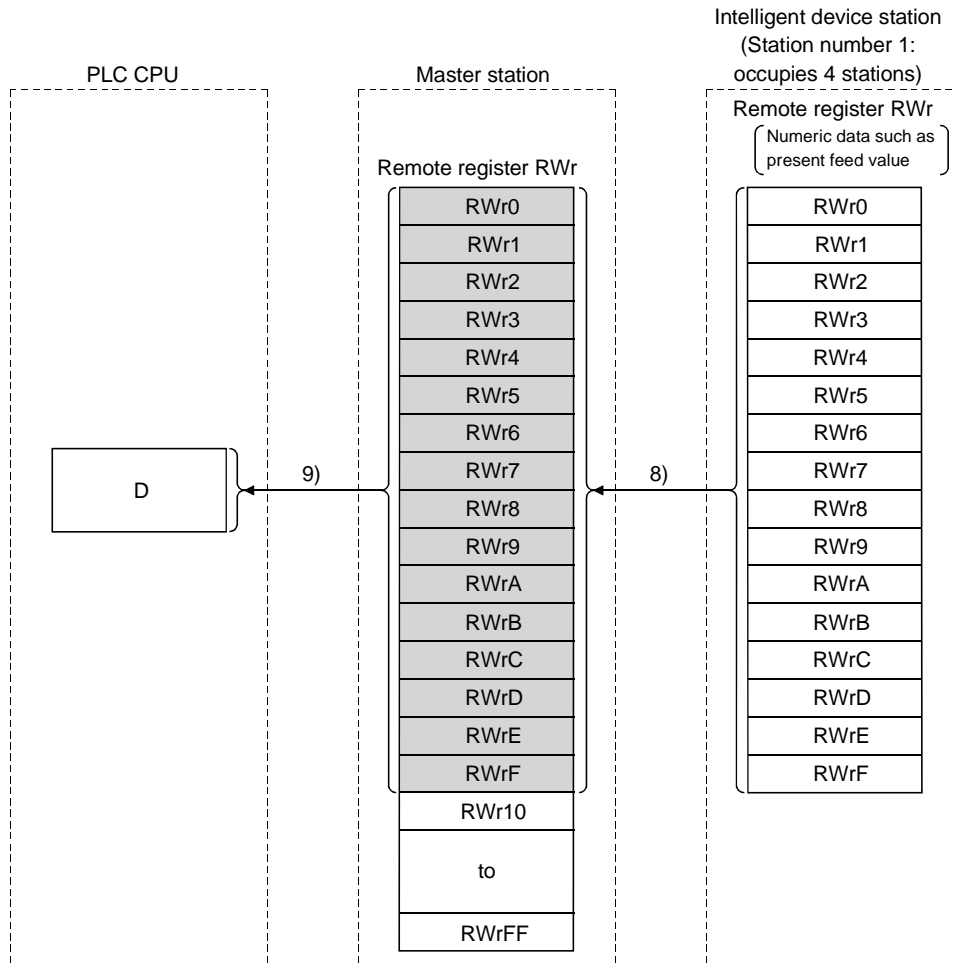 Intelligent device station
(Station number 1:
occupies 4 stations)
PLC CPU
Master station
Remote register RWr
Numeric data such as
present feed value
Remote register RWr
RWr0
RWr1
RWr2
RWr3
RWr4
RWr5
RWr6
RWr7
RWr8
RWr9
RWrA
RWrB
RWrC
RWrD
RWrE
RWrF
RWr10
to
RWrFF
D
9)
8)
RWr0
RWr1
RWr2
RWr3
RWr4
RWr5
RWr6
RWr7
RWr8
RWr9
RWrA
RWrB
RWrC
RWrD
RWrE
RWrF